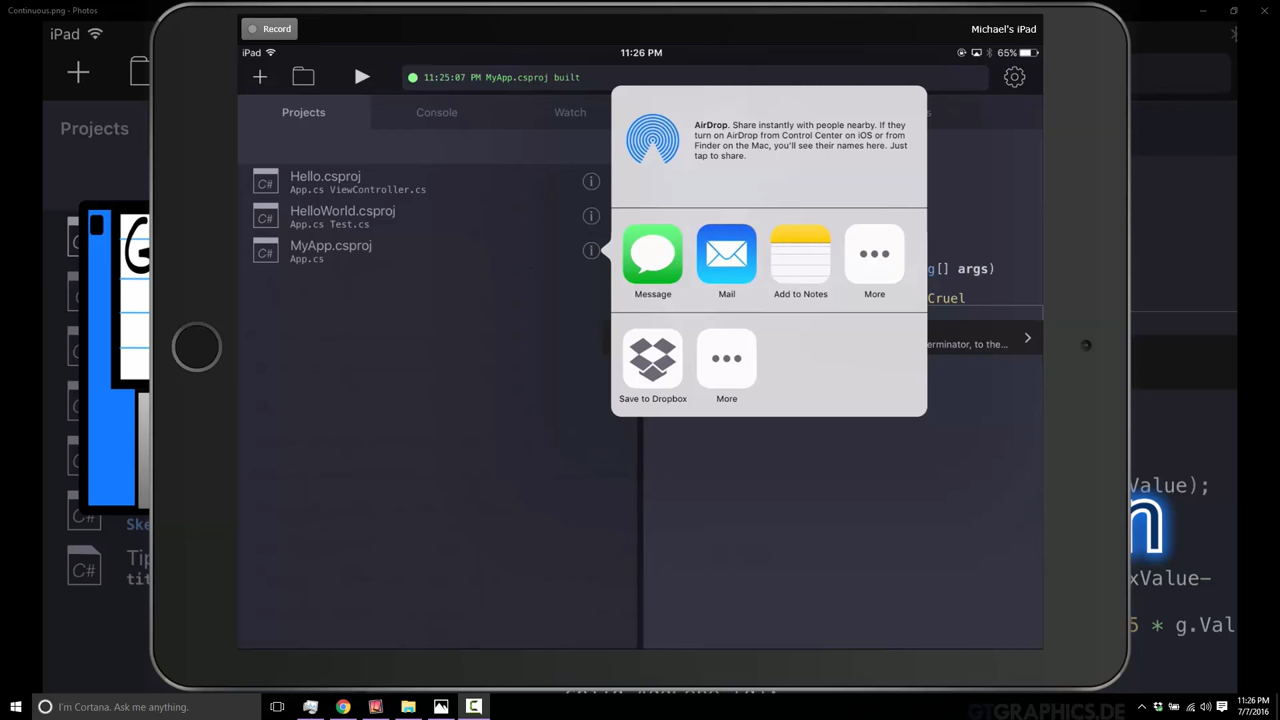 Continuous.png - Photos
iPad
Record
Michael's iPad
iPad
11:26 PM
65%
11:25:07 PM MyApp.csproj built
Projects
Projects
Console
Watch
AirDrop. Share instantly with people nearby. If they
turn on AirDrop from Control Center on iOS or from
Finder on the Mac, you'll see their names here. Just
tap to share.
C# Hello.csproj
App.cs ViewController.cs
C# HelloWorld.csproj
App.cs Test.cs
C# MyApp.csproj
App.cs
Message
Mail
Add to Notes
More
g[] args)
Cruel
erminator, to the...
Save to Dropbox
More
Value);
C#
Ske
n
C#
Tip
tit
xValue-
5 * g.Val
GTGRAPHICS.DE
I'm Cortana. Ask me anything.
11:26 PM
7/7/2016